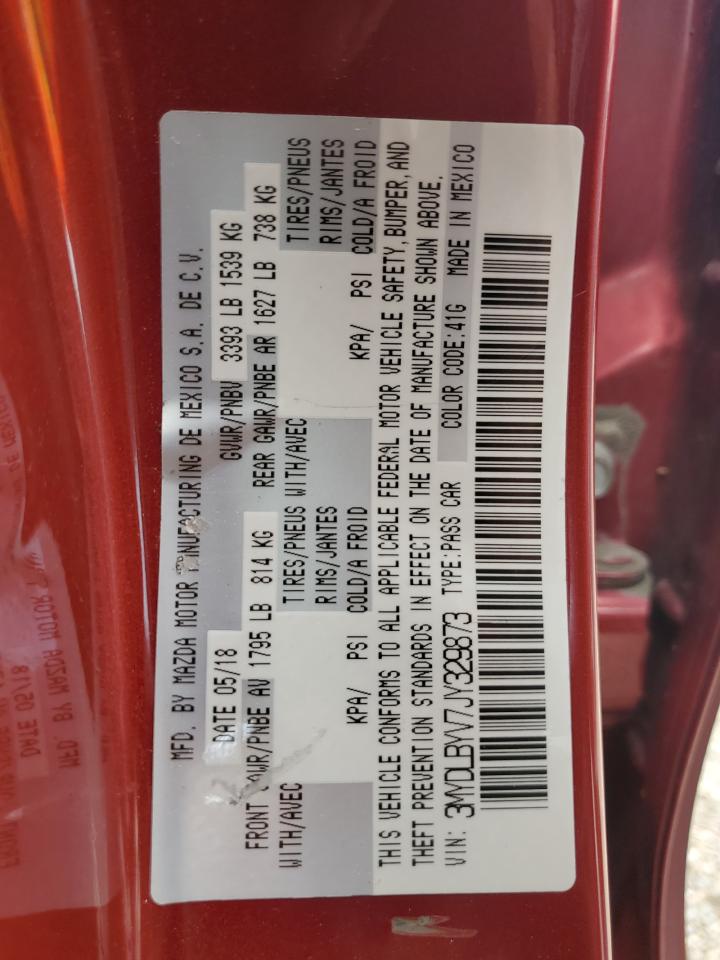 MFD. BY MAZDA MOTOR MANUFACTURING DE MEXICO S.A. DE C.V.
DATE 05/18 GVWR/PNBV 3393 LB 1539 KG
FRONT GAWR/PNBE AV 1795 LB 814 KG REAR GAWR/PNBE AR 1627 LB 738 KG
WITH/AVEC TIRES/PNEUS WITH/AVEC TIRES/PNEUS
RIMS/JANTES RIMS/JANTES
KPA/ PSI COLD/A FROID KPA/ PSI COLD/A FROID
THIS VEHICLE CONFORMS TO ALL APPLICABLE FEDERAL MOTOR VEHICLE SAFETY, BUMPER, AND
THEFT PREVENTION STANDARDS IN EFFECT ON THE DATE OF MANUFACTURE SHOWN ABOVE.
VIN: 3MYDLBYV7JY329873 TYPE:PASS CAR COLOR CODE:41G MADE IN MEXICO